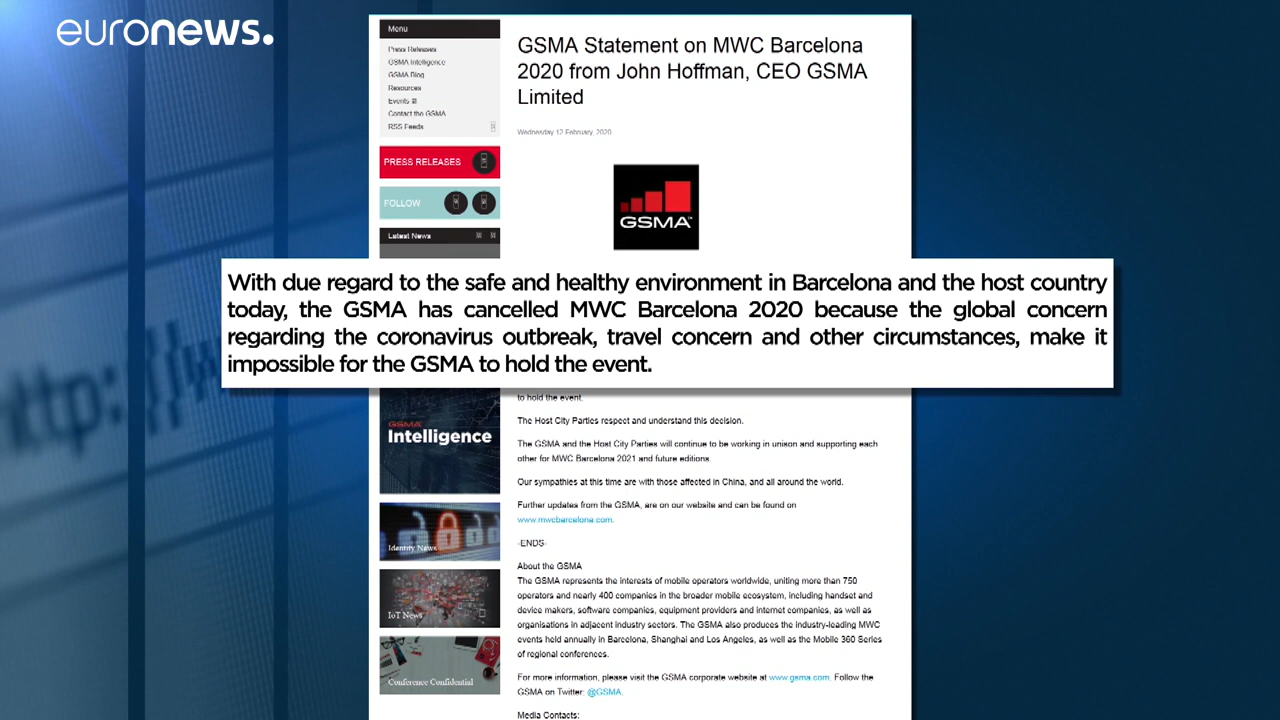 euronews.
Menu
Press Releases
GSMA Intelligence
GSMA Blog
Resources
Events
Contact the GSMA
RSS Feeds
PRESS RELEASES
FOLLOW
Latest News
GSMA Statement on MWC Barcelona
2020 from John Hoffman, CEO GSMA
Limited
Wednesday 12 February, 2020
GSMA™
With due regard to the safe and healthy environment in Barcelona and the host country
today, the GSMA has cancelled MWC Barcelona 2020 because the global concern
regarding the coronavirus outbreak, travel concern and other circumstances, make it
impossible for the GSMA to hold the event.
GSMA
Intelligence
Identity News
IoT News
Conference Confidential
to hold the event.
The Host City Parties respect and understand this decision.
The GSMA and the Host City Parties will continue to be working in unison and supporting each
other for MWC Barcelona 2021 and future editions.
Our sympathies at this time are with those affected in China, and all around the world.
Further updates from the GSMA, are on our website and can be found on
www.mwcbarcelona.com.
-ENDS-
About the GSMA
The GSMA represents the interests of mobile operators worldwide, uniting more than 750
operators and nearly 400 companies in the broader mobile ecosystem, including handset and
device makers, software companies, equipment providers and internet companies, as well as
organisations in adjacent industry sectors. The GSMA also produces the industry-leading MWC
events held annually in Barcelona, Shanghai and Los Angeles, as well as the Mobile 360 Series
of regional conferences.
For more information, please visit the GSMA corporate website at www.gsma.com. Follow the
GSMA on Twitter: @GSMA.
Media Contacts: